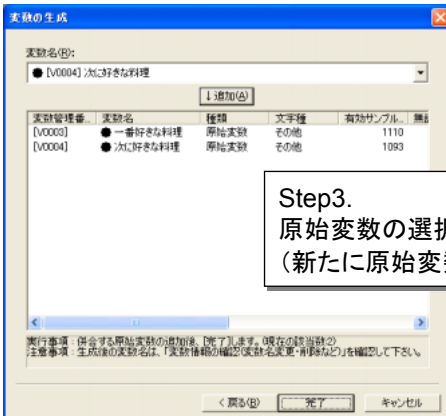 変数の生成
変数名(R):
● [V0004] 次に好きな料理
↓追加(A)
変数管理番... 変数名 種類 文字種 有効サンプル... 無
[V0003] ● 一番好きな料理 原始変数 その他 1110
[V0004] ● 次に好きな料理 原始変数 その他 1093
Step3.
原始変数の選択
（新たに原始変数
実行事項：併合する原始変数の追加後、[完了]します。(現在の該当数:2)
注意事項：生成後の変数名は、「変数情報の確認(変数名変更・削除など)」を確認して下さい。
< 戻る(B) 完了 キャンセル